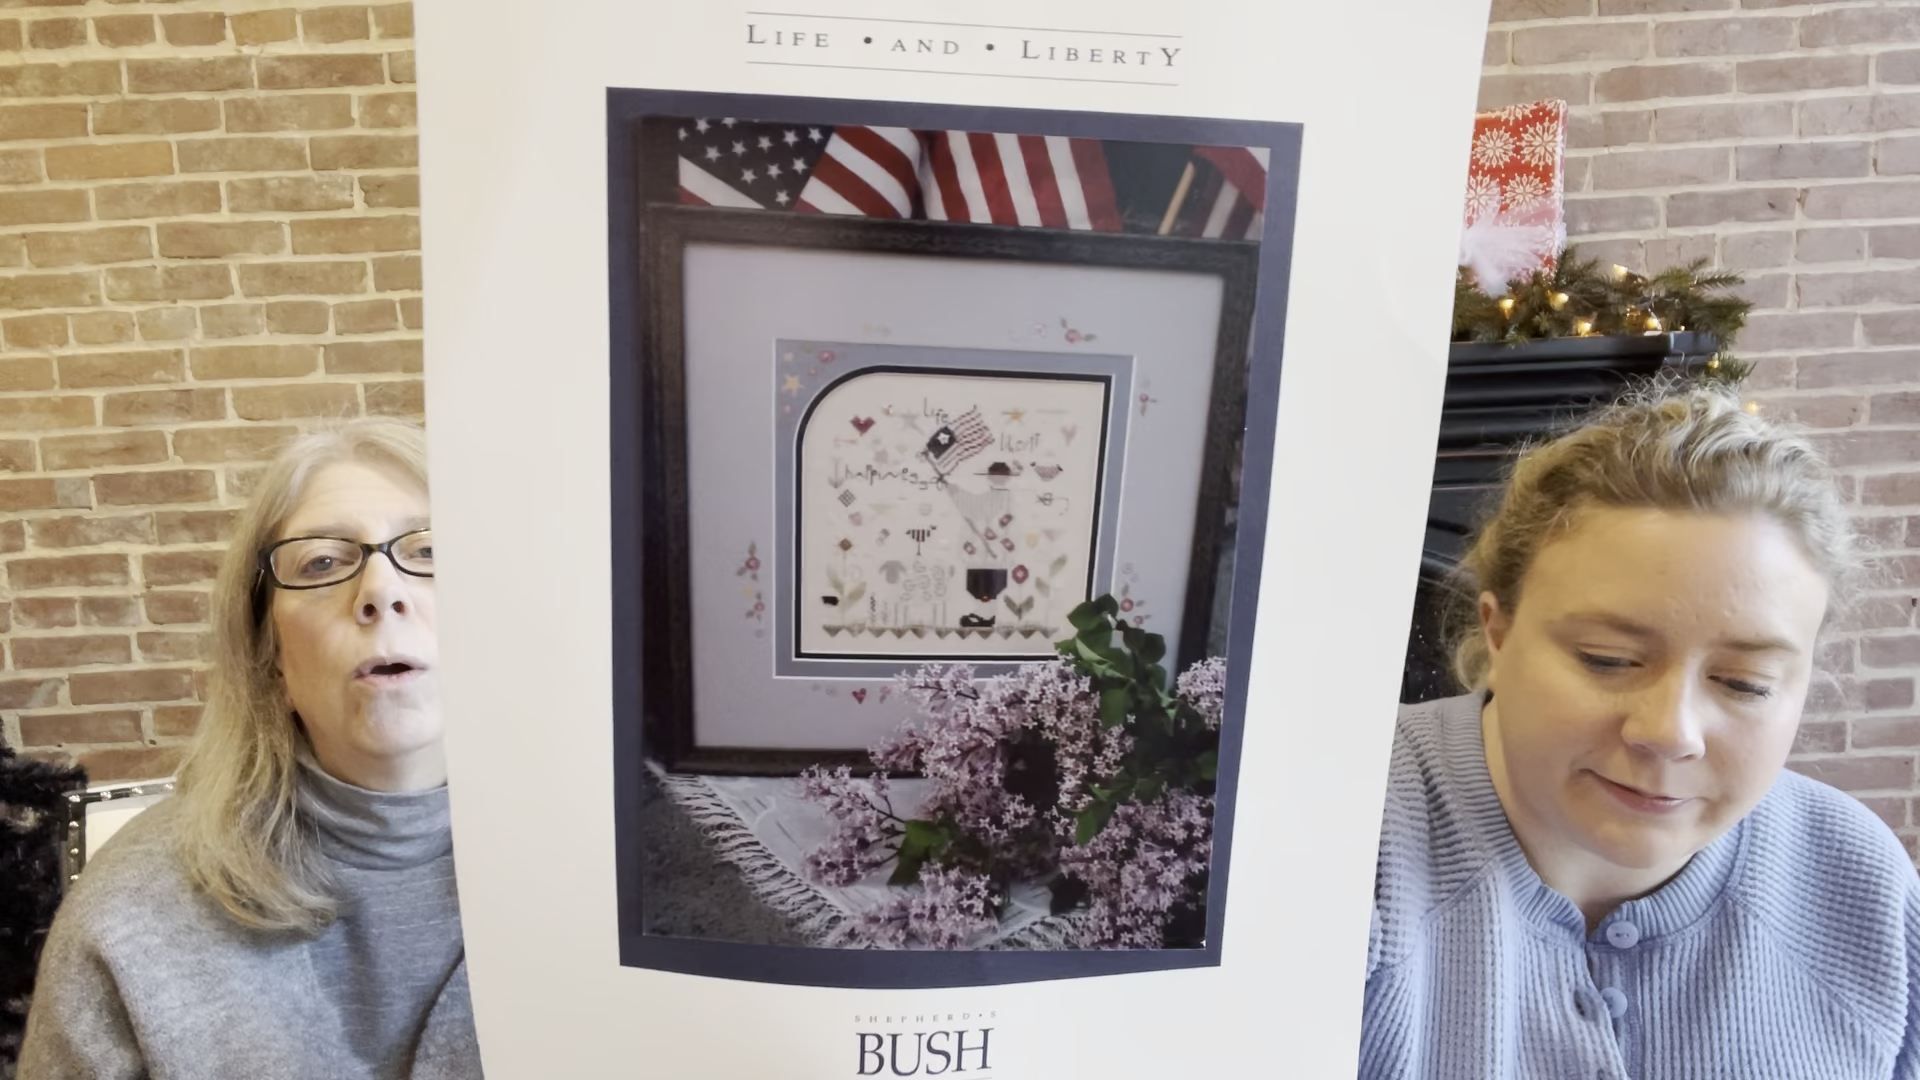 LIFE • AND • LIBERTY
Life
Happiness
SHEPHERD•S
BUSH